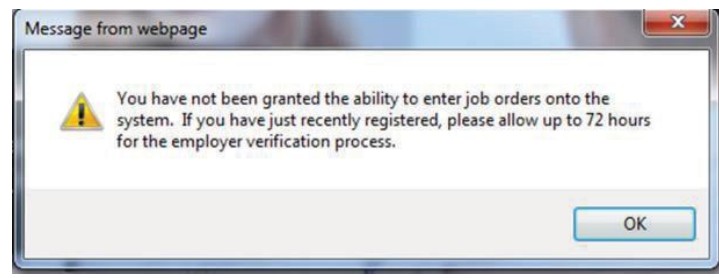 Message from webpage
You have not been granted the ability to enter job orders onto the
system.  If you have just recently registered, please allow up to 72 hours
for the employer verification process.
OK